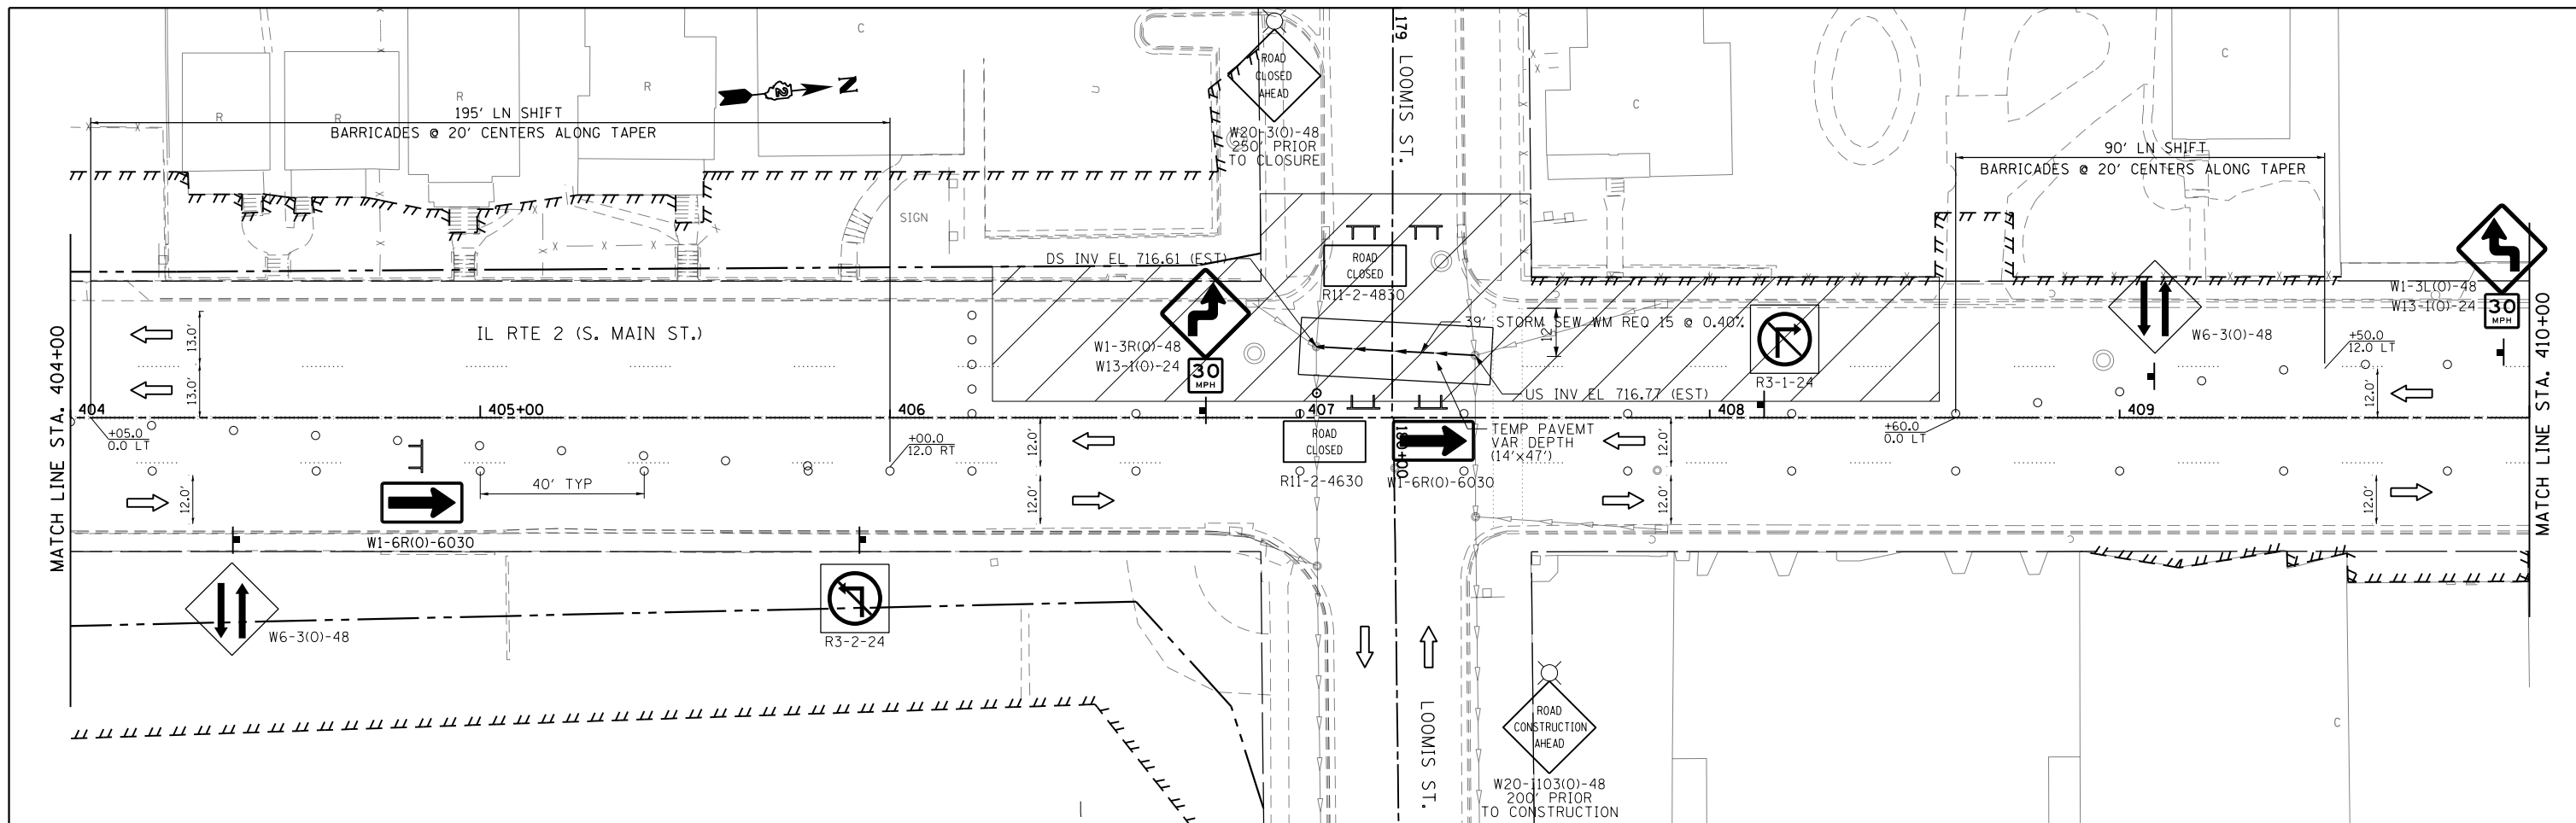 179
LOOMIS ST.
C
R
R
R
R
C
C
195' LN SHIFT
BARRICADES @ 20' CENTERS ALONG TAPER
2
N
ROAD
CLOSED
AHEAD
W20-3(O)-48
250' PRIOR
TO CLOSURE
90' LN SHIFT
BARRICADES @ 20' CENTERS ALONG TAPER
SIGN
DS INV EL 716.61 (EST)
ROAD
CLOSED
R11-2-4830
W1-3R(O)-48
W13-1(O)-24
30
MPH
39' STORM SEW WM REQ 15 @ 0.40%
12'
R3-1-24
US INV EL 716.77 (EST)
W6-3(O)-48
W1-3L(O)-48
W13-1(O)-24
30
MPH
+50.0
12.0 LT
MATCH LINE STA. 404+00
13.0'
13.0'
IL RTE 2 (S. MAIN ST.)
404
405+00
406
407
408
409
MATCH LINE STA. 410+00
+05.0
0.0 LT
+00.0
12.0 RT
+60.0
0.0 LT
12.0'
12.0'
12.0'
12.0'
12.0'
12.0'
12.0'
40' TYP
ROAD
CLOSED
R11-2-4630
180+00
W1-6R(O)-6030
TEMP PAVEMT
VAR DEPTH
(14'x47')
W1-6R(O)-6030
W6-3(O)-48
R3-2-24
LOOMIS ST.
ROAD
CONSTRUCTION
AHEAD
W20-1103(O)-48
200' PRIOR
TO CONSTRUCTION
C